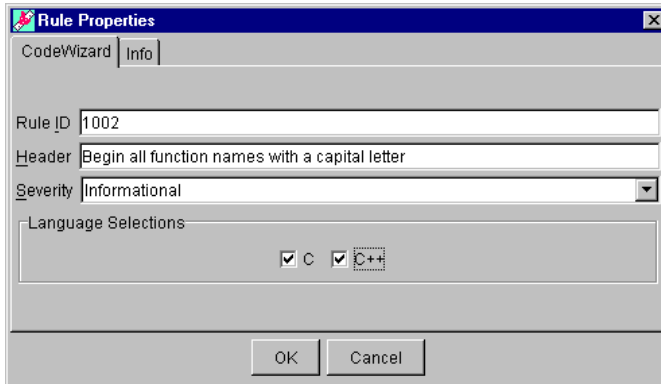 Rule Properties
CodeWizard Info
Rule ID 1002
Header Begin all function names with a capital letter
Severity Informational
Language Selections
C C++
OK Cancel